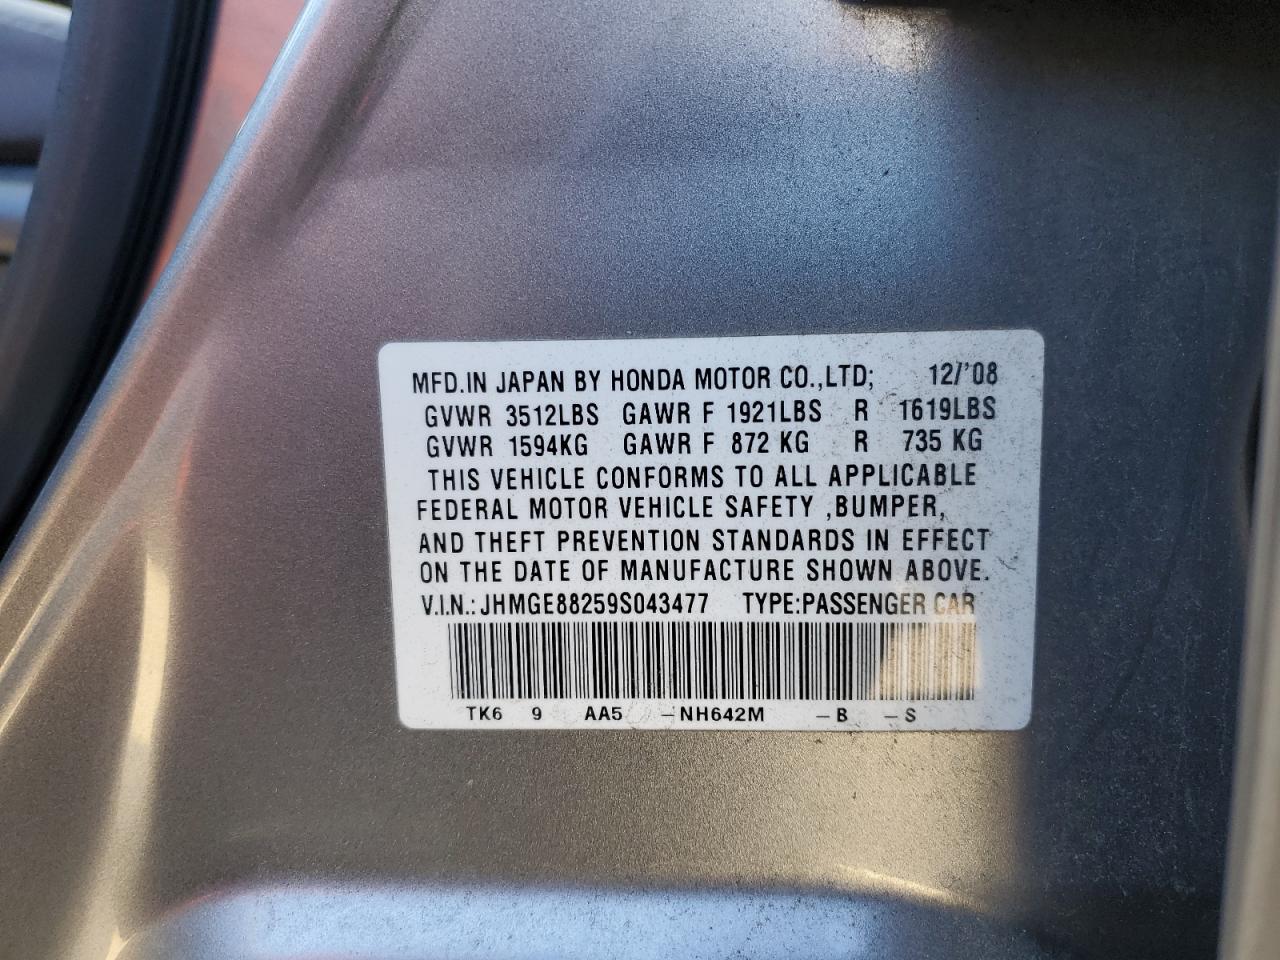 MFD.IN JAPAN BY HONDA MOTOR CO.,LTD; 12/'08
GVWR 3512LBS GAWR F 1921LBS R 1619LBS
GVWR 1594KG GAWR F 872 KG R 735 KG
THIS VEHICLE CONFORMS TO ALL APPLICABLE
FEDERAL MOTOR VEHICLE SAFETY ,BUMPER,
AND THEFT PREVENTION STANDARDS IN EFFECT
ON THE DATE OF MANUFACTURE SHOWN ABOVE.
V.I.N.: JHMGE88259S043477 TYPE:PASSENGER CAR
TK6 9 AA5 -NH642M -B -S